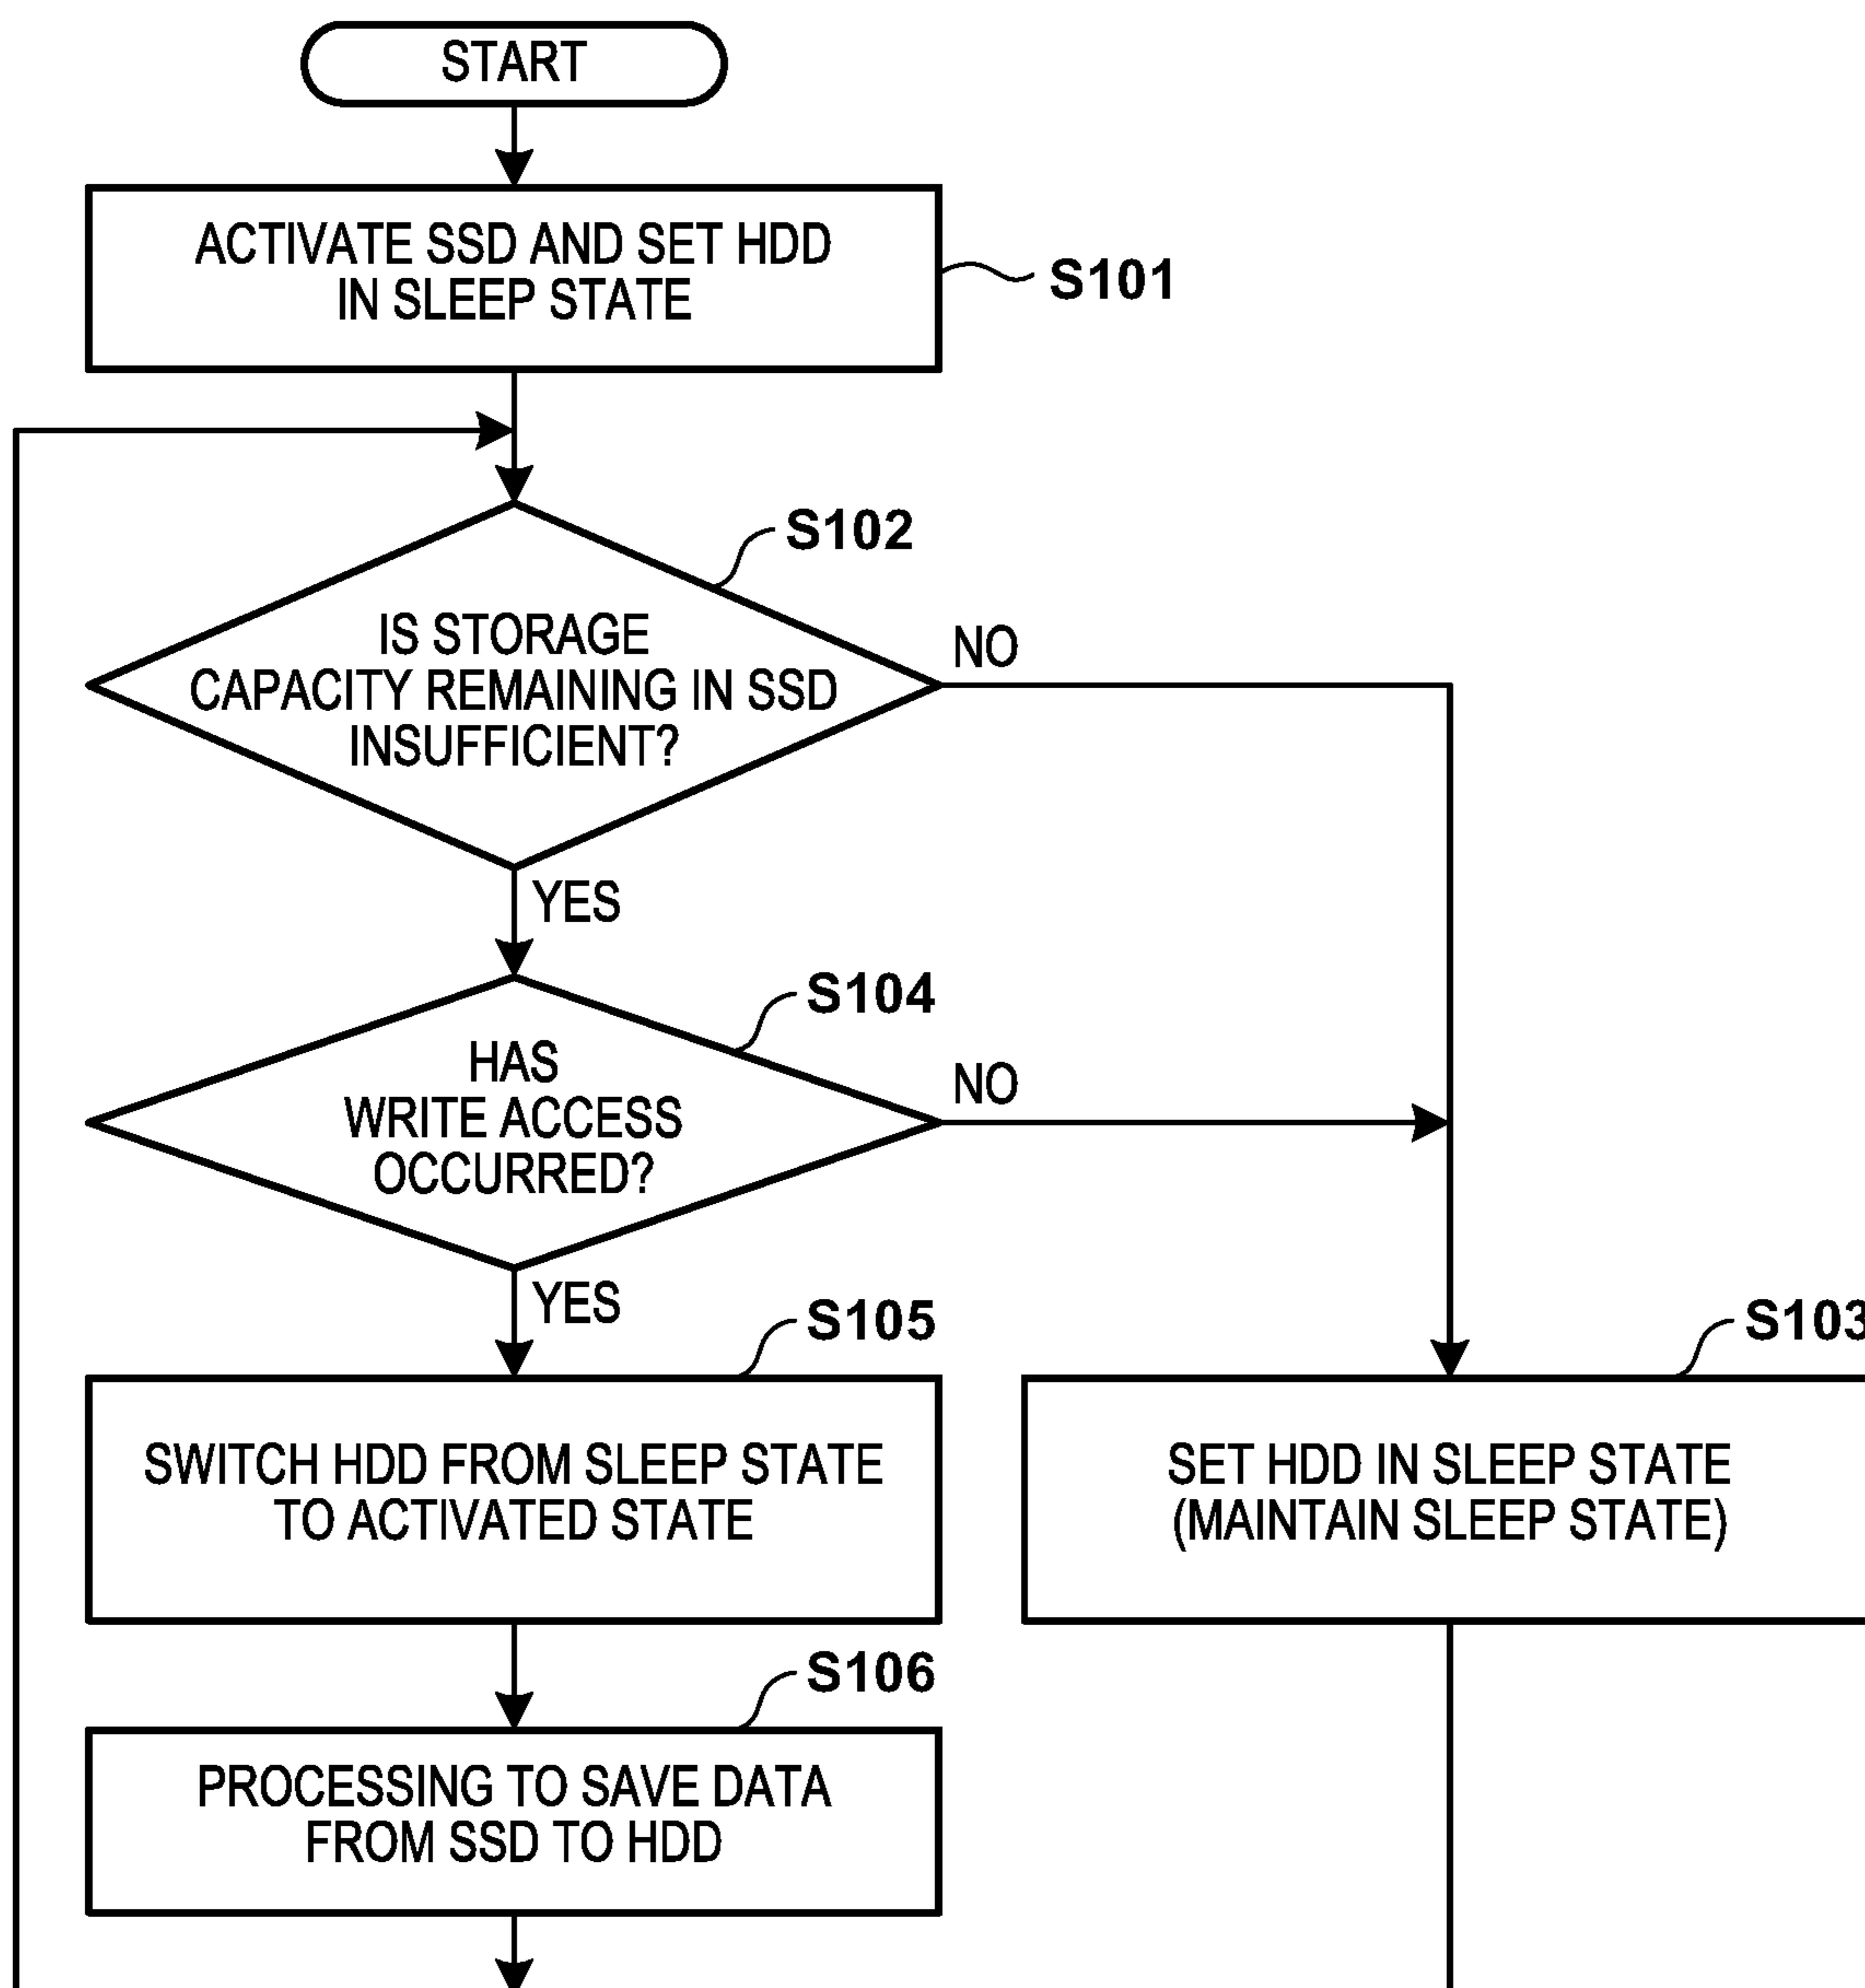 START
ACTIVATE SSD AND SET HDD
IN SLEEP STATE
S101
S102
IS STORAGE
CAPACITY REMAINING IN SSD
INSUFFICIENT?
NO
YES
S104
HAS
WRITE ACCESS
OCCURRED?
NO
YES
S105
SWITCH HDD FROM SLEEP STATE
TO ACTIVATED STATE
S103
SET HDD IN SLEEP STATE
(MAINTAIN SLEEP STATE)
S106
PROCESSING TO SAVE DATA
FROM SSD TO HDD